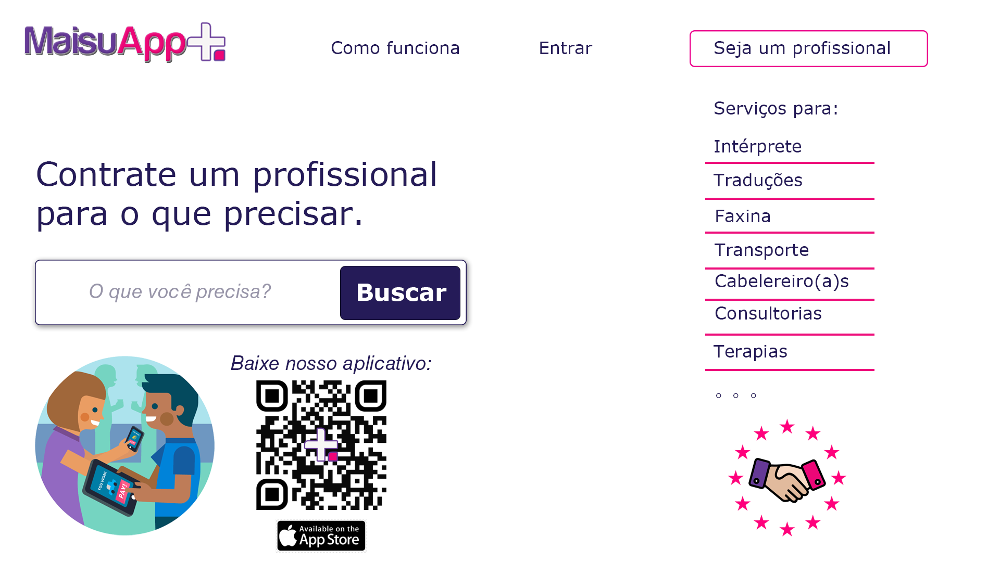 MaisuApp
Como funciona
Entrar
Seja um profissional
Serviços para:
Intérprete
Traduções
Faxina
Transporte
Cabelereiro(a)s
Consultorias
Terapias
Contrate um profissional
para o que precisar.
O que você precisa?
Buscar
Baixe nosso aplicativo:
YOU WON!
PAY!
Available on the
App Store